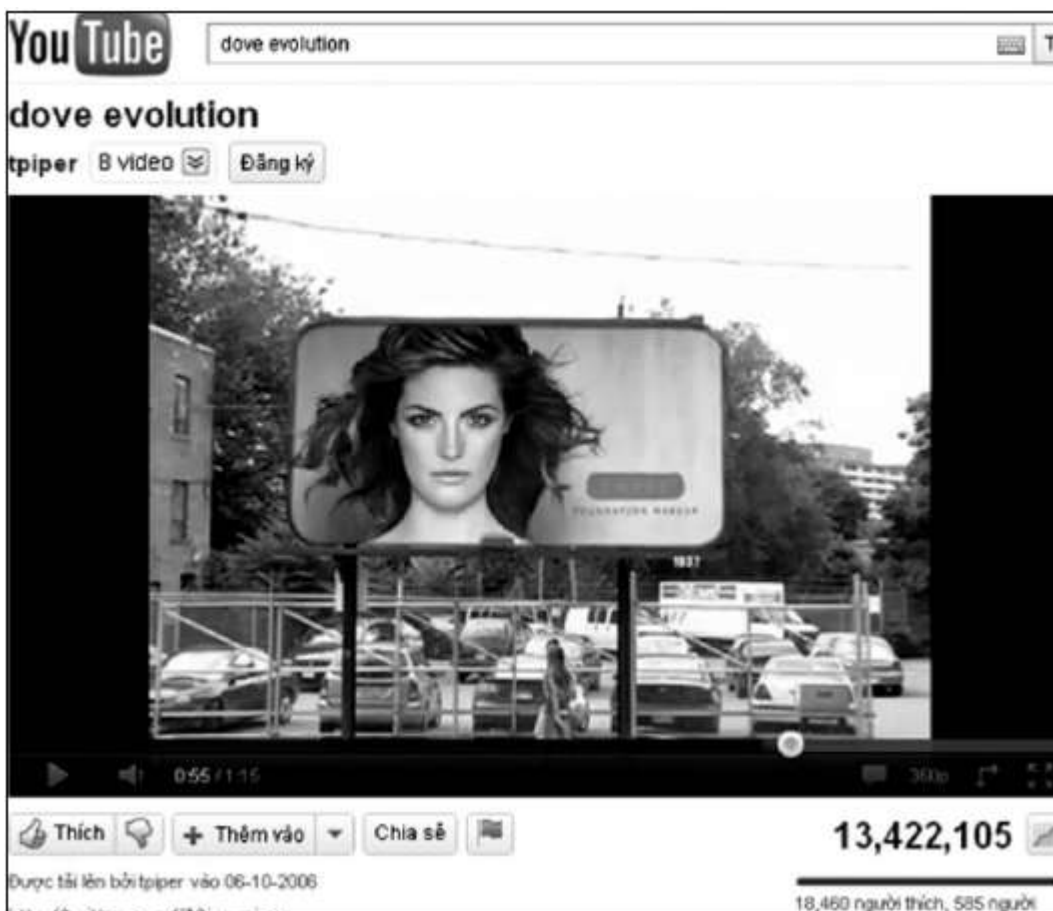 YouTube
dove evolution
T
dove evolution
tpiper 8 video Đăng ký
FOUNDATION MAKEUP
1937
0:55 / 1:15
360p
Thích
Thêm vào
Chia sẻ
13,422,105
Được tải lên bởi tpiper vào 06-10-2006
18,460 người thích, 585 người